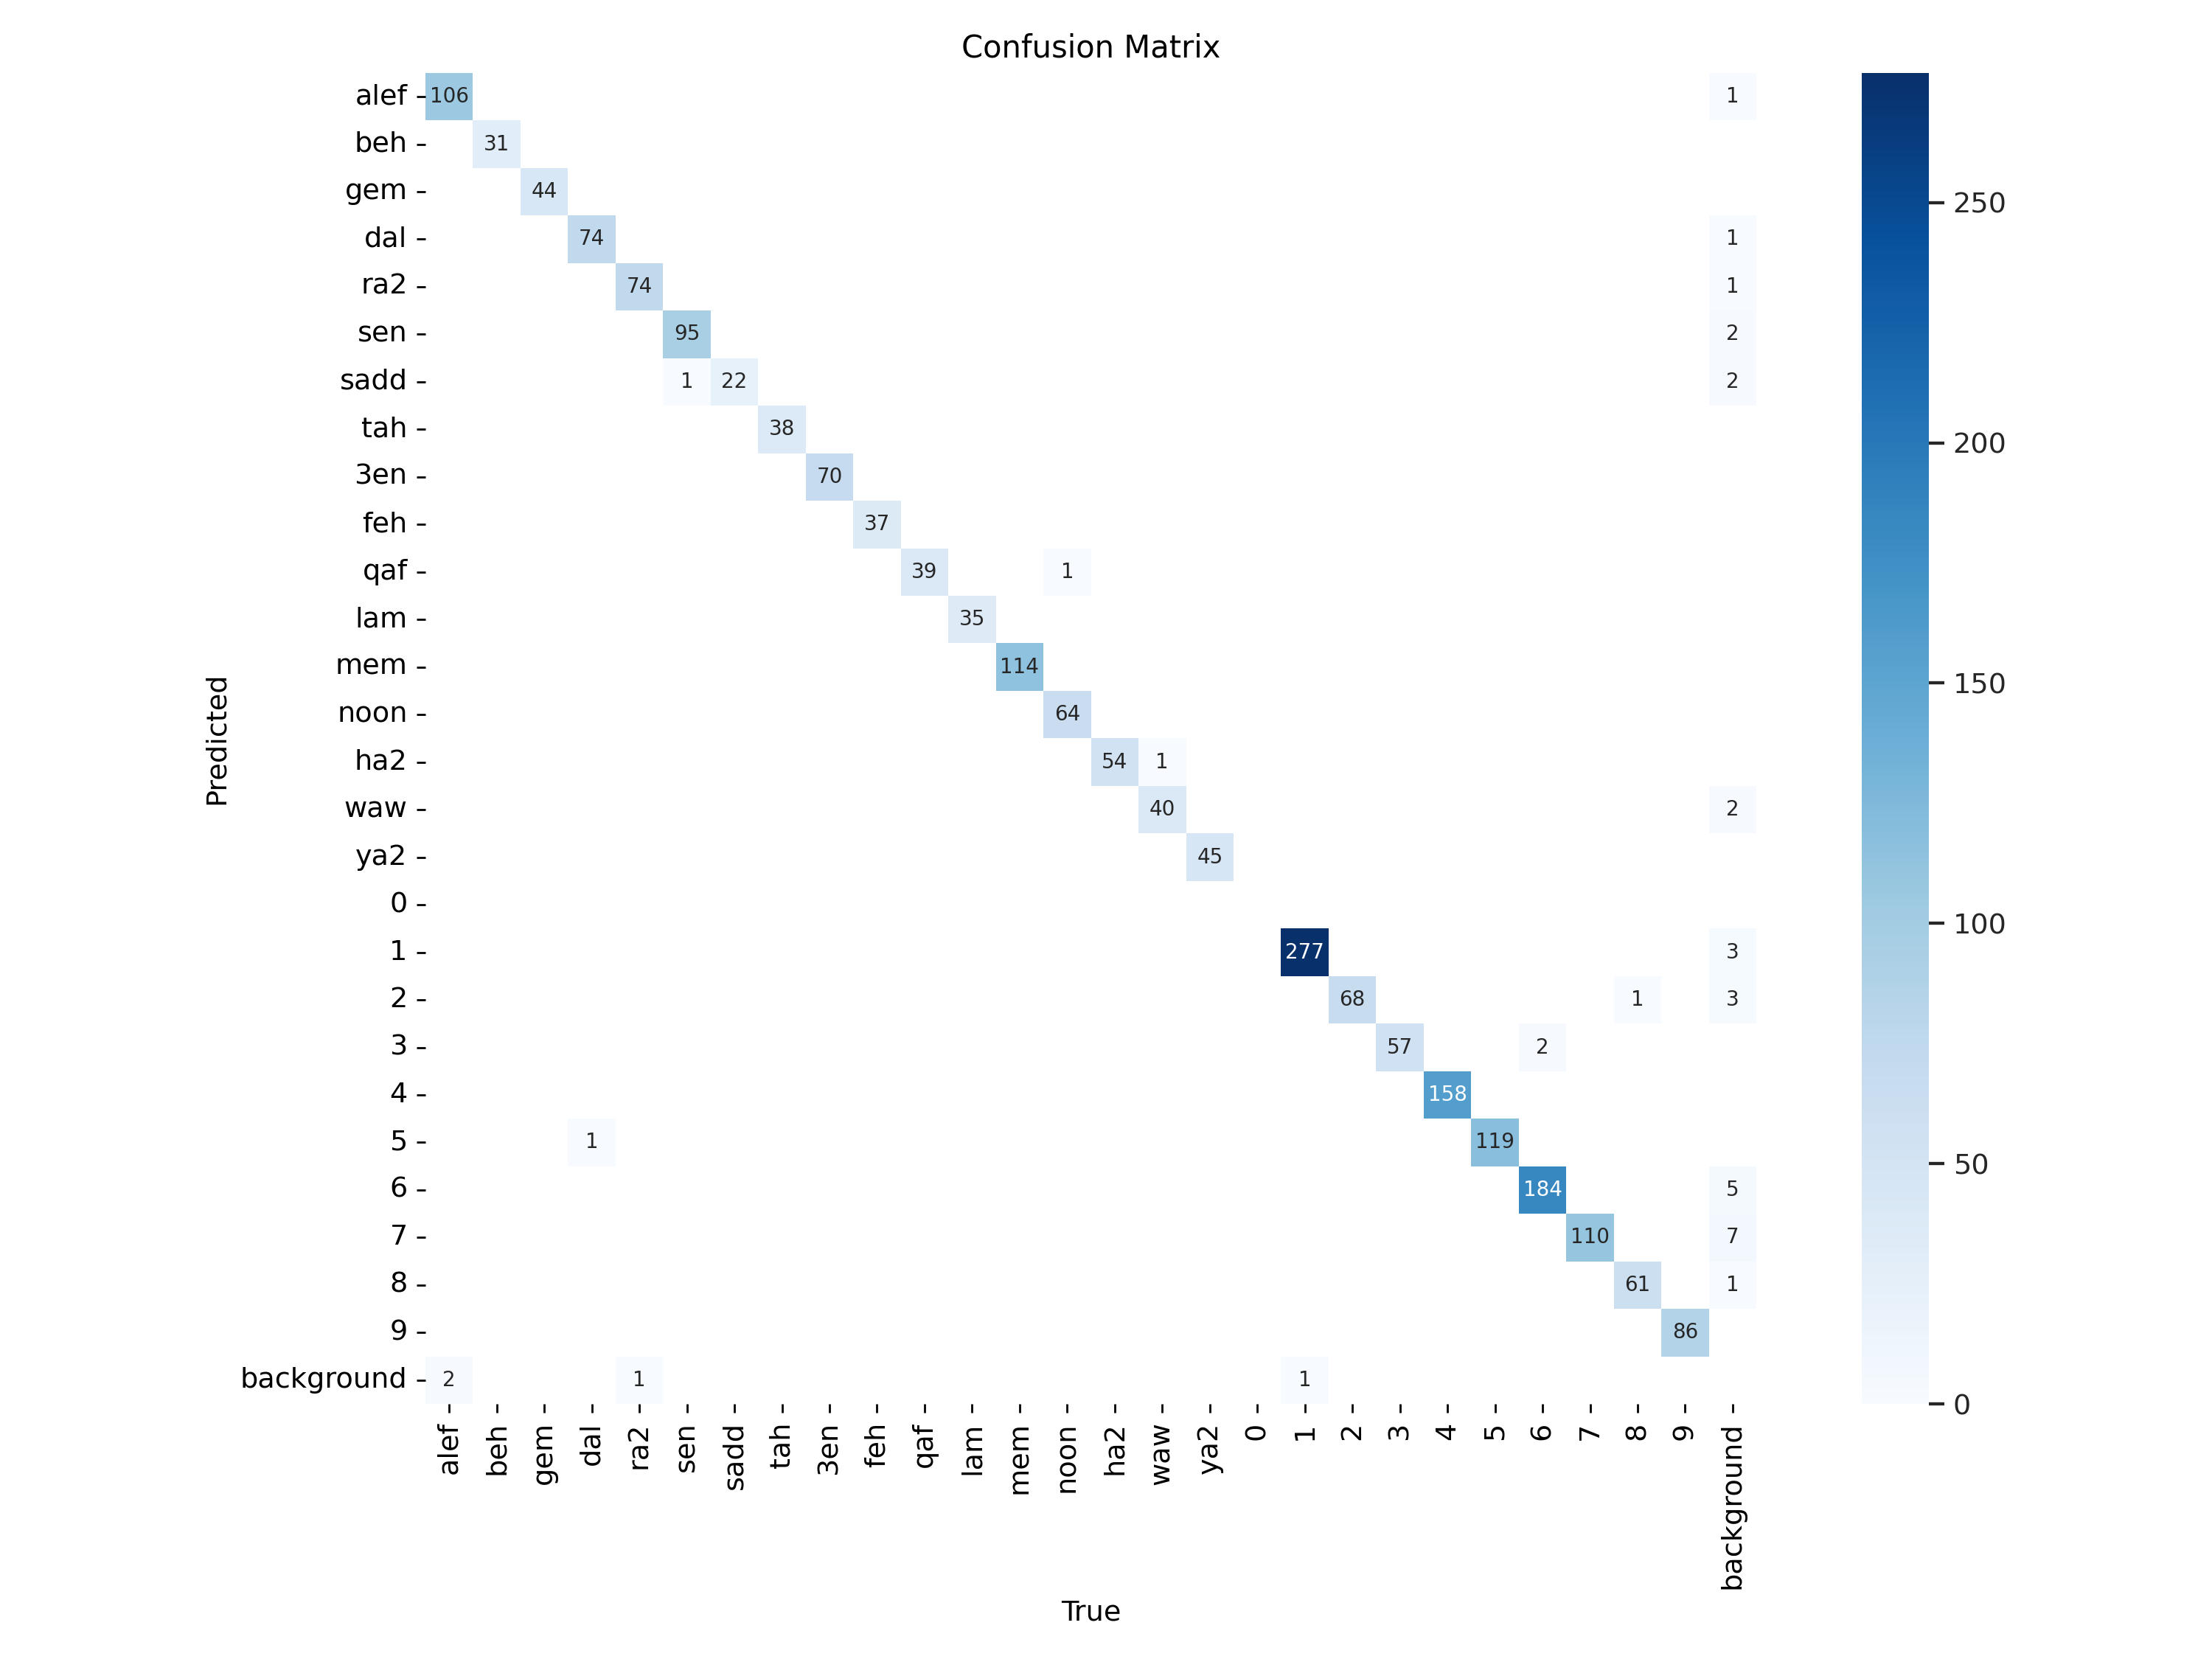 Confusion Matrix
alef 106 1
beh 31
gem 44
dal 74 1
ra2 74 1
sen 95 2
sadd 1 22 2
tah 38
3en 70
feh 37
qaf 39 1
lam 35
mem 114
noon 64
ha2 54 1
waw 40 2
ya2 45
0
1 277 3
2 68 1 3
3 57 2
4 158
5 1 119
6 184 5
7 110 7
8 61 1
9 86
background 2 1 1
alef beh gem dal ra2 sen sadd tah 3en feh qaf lam mem noon ha2 waw ya2 0 1 2 3 4 5 6 7 8 9 background
True
Predicted
250
200
150
100
50
0